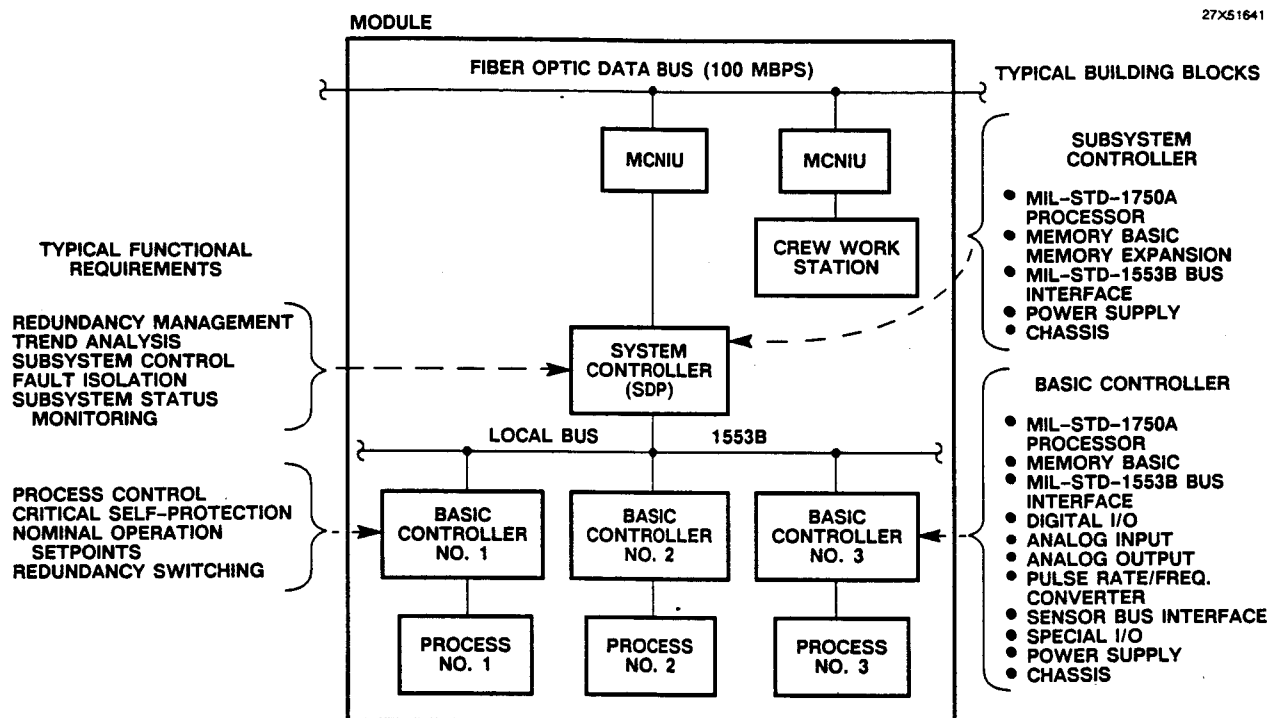 27X51641
MODULE
FIBER OPTIC DATA BUS (100 MBPS)
TYPICAL BUILDING BLOCKS
MCNIU
MCNIU
CREW WORK
STATION
SUBSYSTEM
CONTROLLER
● MIL-STD-1750A
PROCESSOR
● MEMORY BASIC
MEMORY EXPANSION
● MIL-STD-1553B BUS
INTERFACE
● POWER SUPPLY
● CHASSIS
TYPICAL FUNCTIONAL
REQUIREMENTS
REDUNDANCY MANAGEMENT
TREND ANALYSIS
SUBSYSTEM CONTROL
FAULT ISOLATION
SUBSYSTEM STATUS
MONITORING
SYSTEM
CONTROLLER
(SDP)
LOCAL BUS 1553B
PROCESS CONTROL
CRITICAL SELF-PROTECTION
NOMINAL OPERATION
SETPOINTS
REDUNDANCY SWITCHING
BASIC
CONTROLLER
NO. 1
BASIC
CONTROLLER
NO. 2
BASIC
CONTROLLER
NO. 3
PROCESS
NO. 1
PROCESS
NO. 2
PROCESS
NO. 3
BASIC CONTROLLER
● MIL-STD-1750A
PROCESSOR
● MEMORY BASIC
● MIL-STD-1553B BUS
INTERFACE
● DIGITAL I/O
● ANALOG INPUT
● ANALOG OUTPUT
● PULSE RATE/FREQ.
CONVERTER
● SENSOR BUS INTERFACE
● SPECIAL I/O
● POWER SUPPLY
● CHASSIS